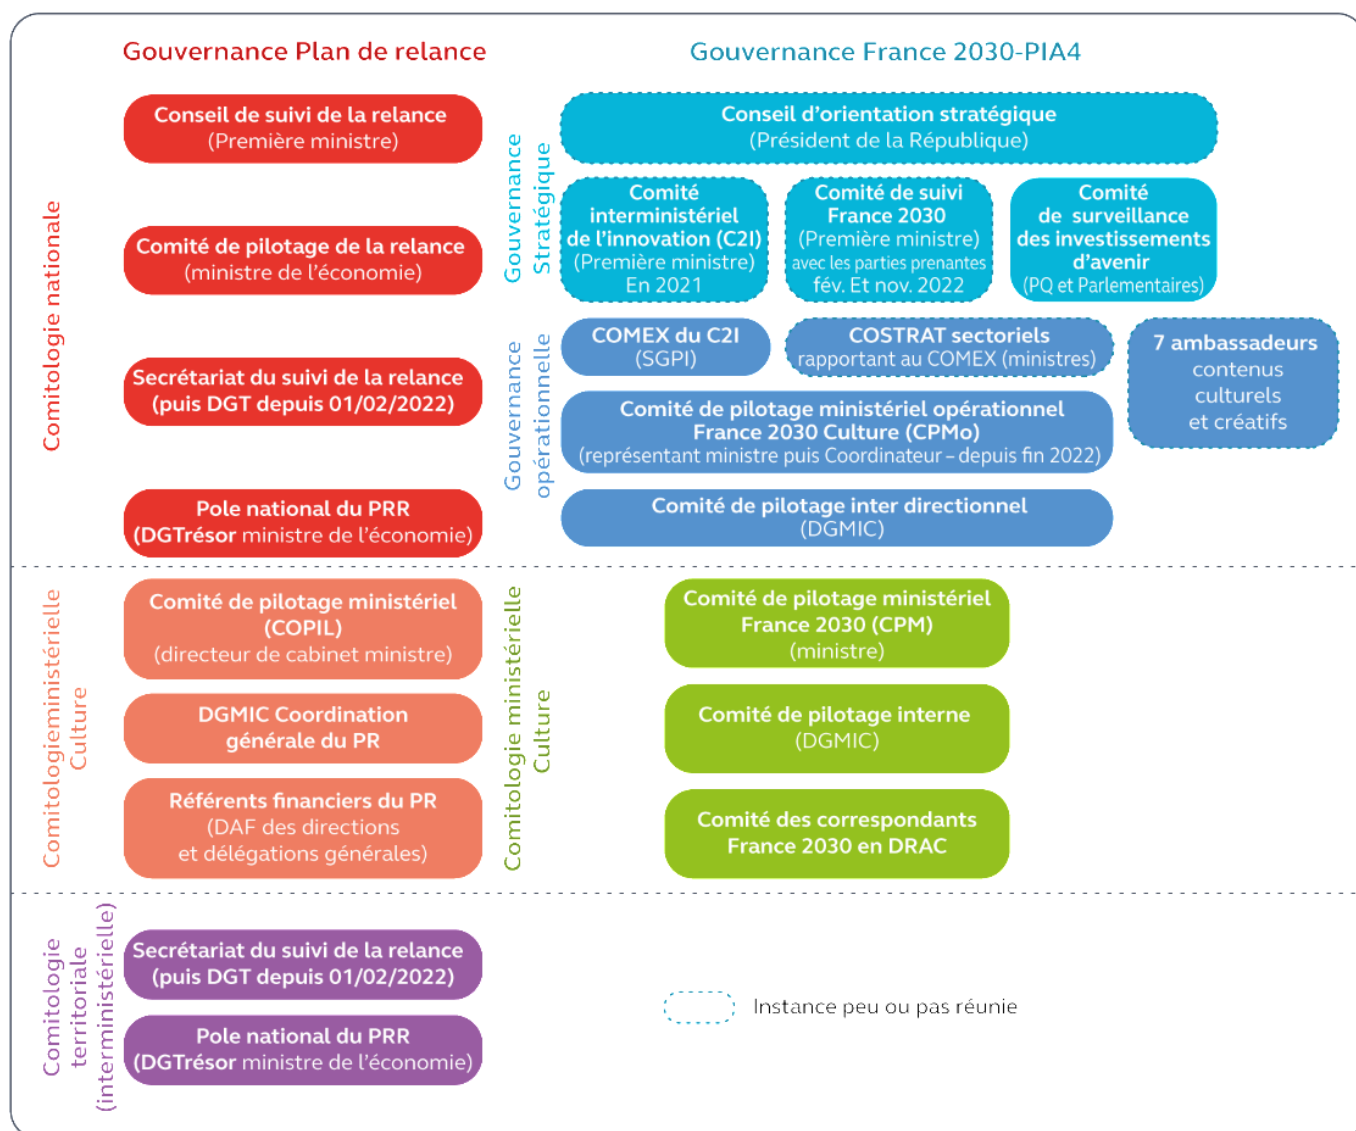 Gouvernance Plan de relance
Gouvernance France 2030-PIA4
Comitologie nationale
Conseil de suivi de la relance
(Première ministre)
Comité de pilotage de la relance
(ministre de l'économie)
Secrétariat du suivi de la relance
(puis DGT depuis 01/02/2022)
Pole national du PRR
(DGTrésor ministre de l'économie)
Gouvernance
Stratégique
Conseil d'orientation stratégique
(Président de la République)
Comité
interministériel
de l'innovation (C2I)
(Première ministre)
En 2021
Comité de suivi
France 2030
(Première ministre)
avec les parties prenantes
fév. Et nov. 2022
Comité
de surveillance
des investissements
d'avenir
(PQ et Parlementaires)
Gouvernance
opérationnelle
COMEX du C2I
(SGPI)
COSTRAT sectoriels
rapportant au COMEX (ministres)
7 ambassadeurs
contenus
culturels
et créatifs
Comité de pilotage ministériel opérationnel
France 2030 Culture (CPMo)
(représentant ministre puis Coordinateur – depuis fin 2022)
Comité de pilotage inter directionnel
(DGMIC)
Comitologieministérielle
Culture
Comité de pilotage ministériel
(COPIL)
(directeur de cabinet ministre)
DGMIC Coordination
générale du PR
Référents financiers du PR
(DAF des directions
et délégations générales)
Comitologie ministérielle
Culture
Comité de pilotage ministériel
France 2030 (CPM)
(ministre)
Comité de pilotage interne
(DGMIC)
Comité des correspondants
France 2030 en DRAC
Comitologie
territoriale
(interministérielle)
Secrétariat du suivi de la relance
(puis DGT depuis 01/02/2022)
Pole national du PRR
(DGTrésor ministre de l'économie)
Instance peu ou pas réunie